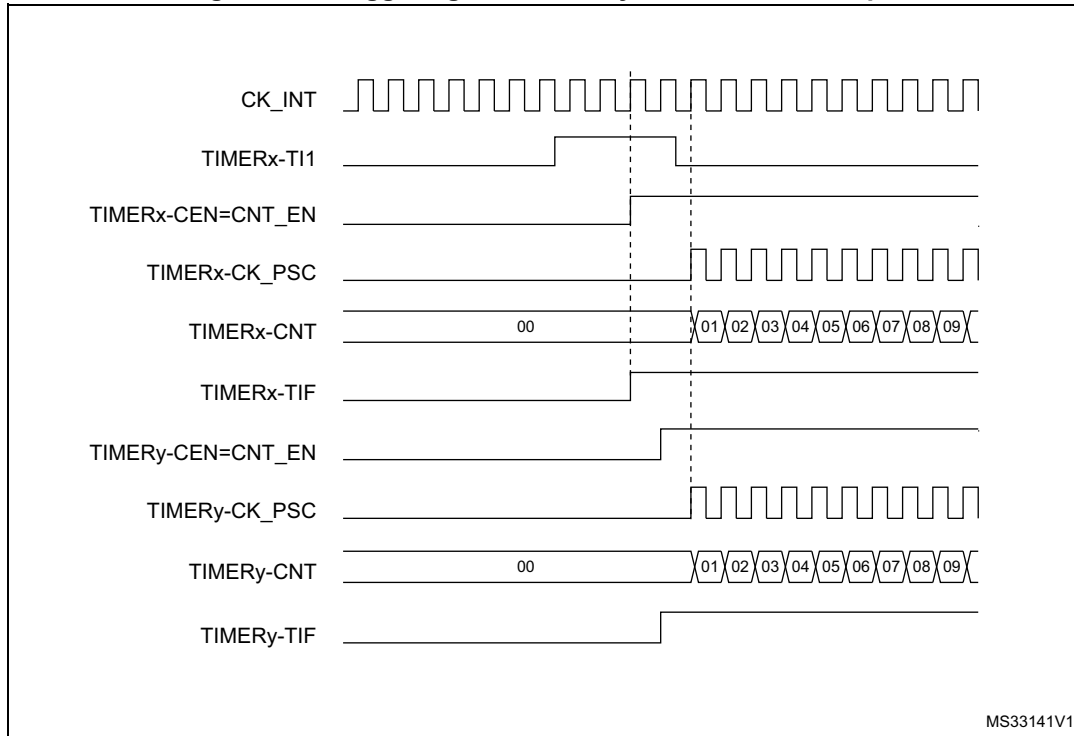 CK_INT
TIMERx-TI1
TIMERx-CEN=CNT_EN
TIMERx-CK_PSC
TIMERx-CNT 00 01 02 03 04 05 06 07 08 09
TIMERx-TIF
TIMERy-CEN=CNT_EN
TIMERy-CK_PSC
TIMERy-CNT 00 01 02 03 04 05 06 07 08 09
TIMERy-TIF
MS33141V1